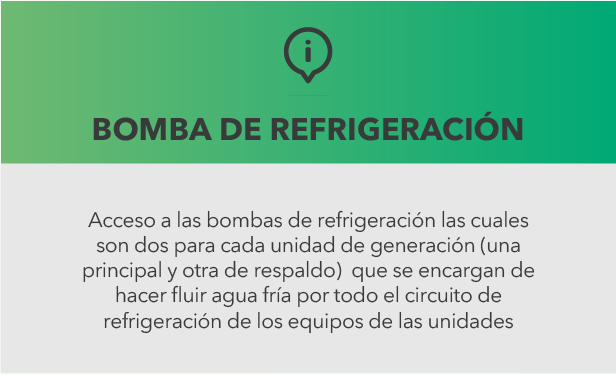 BOMBA DE REFRIGERACIÓN
Acceso a las bombas de refrigeración las cuales
son dos para cada unidad de generación (una
principal y otra de respaldo)  que se encargan de
hacer fluir agua fría por todo el circuito de
refrigeración de los equipos de las unidades